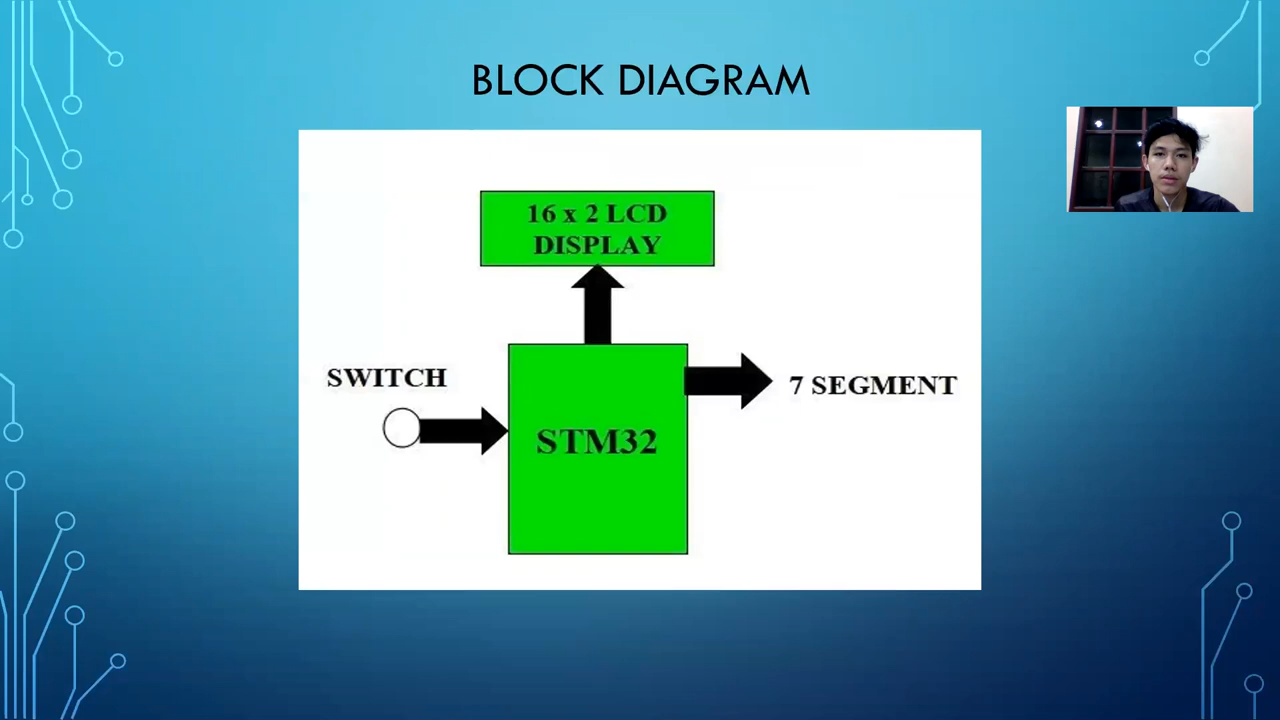 BLOCK DIAGRAM
16 x 2 LCD
DISPLAY
SWITCH
7 SEGMENT
STM32